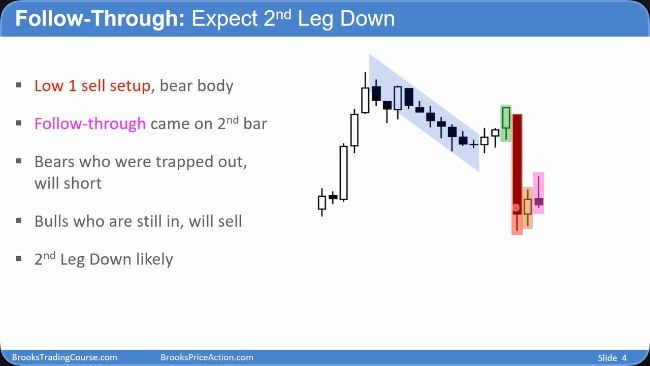 Follow-Through: Expect 2nd Leg Down
▪ Low 1 sell setup, bear body
▪ Follow-through came on 2nd bar
▪ Bears who were trapped out,
will short
▪ Bulls who are still in, will sell
▪ 2nd Leg Down likely
BrooksTradingCourse.com BrooksPriceAction.com Slide 4